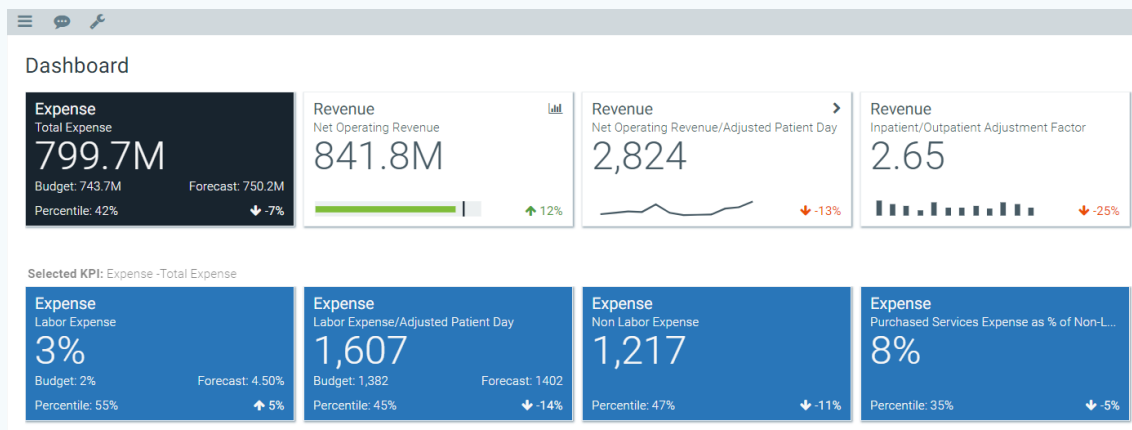 Dashboard
Expense
Total Expense
799.7M
Budget: 743.7M Forecast: 750.2M
Percentile: 42% -7%
Revenue
Net Operating Revenue
841.8M
12%
Revenue
Net Operating Revenue/Adjusted Patient Day
2,824
-13%
Revenue
Inpatient/Outpatient Adjustment Factor
2.65
-25%
Selected KPI: Expense -Total Expense
Expense
Labor Expense
3%
Budget: 2% Forecast: 4.50%
Percentile: 55% 5%
Expense
Labor Expense/Adjusted Patient Day
1,607
Budget: 1,382 Forecast: 1402
Percentile: 45% -14%
Expense
Non Labor Expense
1,217
Percentile: 47% -11%
Expense
Purchased Services Expense as % of Non-L...
8%
Percentile: 35% -5%